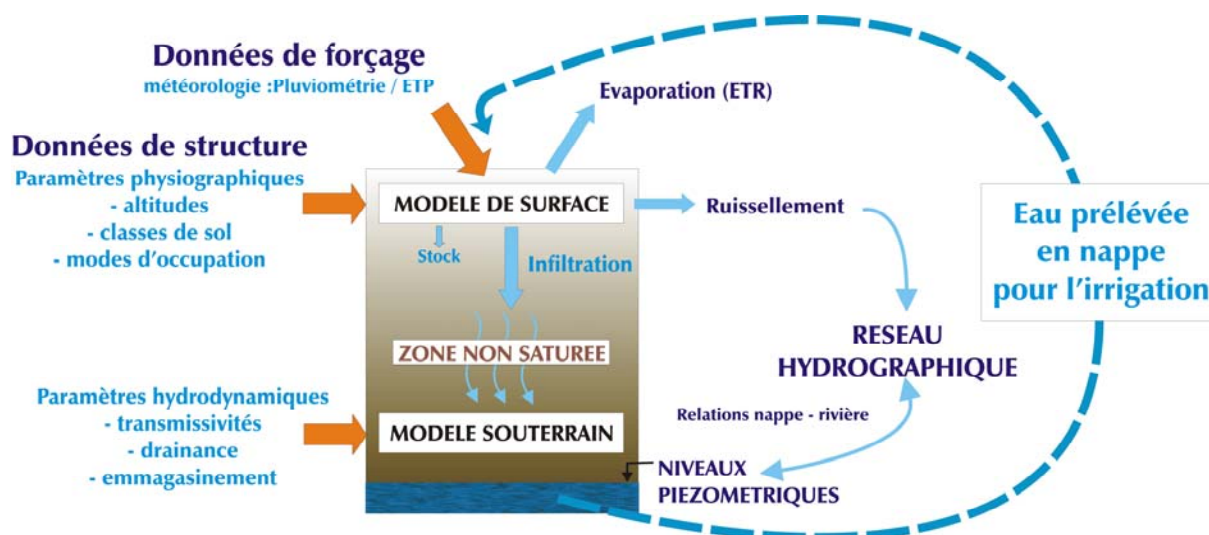 Données de forçage
météorologie :Pluviométrie / ETP
Evaporation (ETR)
Données de structure
Paramètres physiographiques
- altitudes
- classes de sol
- modes d'occupation
MODELE DE SURFACE
Ruissellement
Stock
Infiltration
Eau prélévée
en nappe
pour l'irrigation
ZONE NON SATUREE
RESEAU
HYDROGRAPHIQUE
Paramètres hydrodynamiques
- transmissivités
- drainance
- emmagasinement
MODELE SOUTERRAIN
Relations nappe - rivière
NIVEAUX
PIEZOMETRIQUES